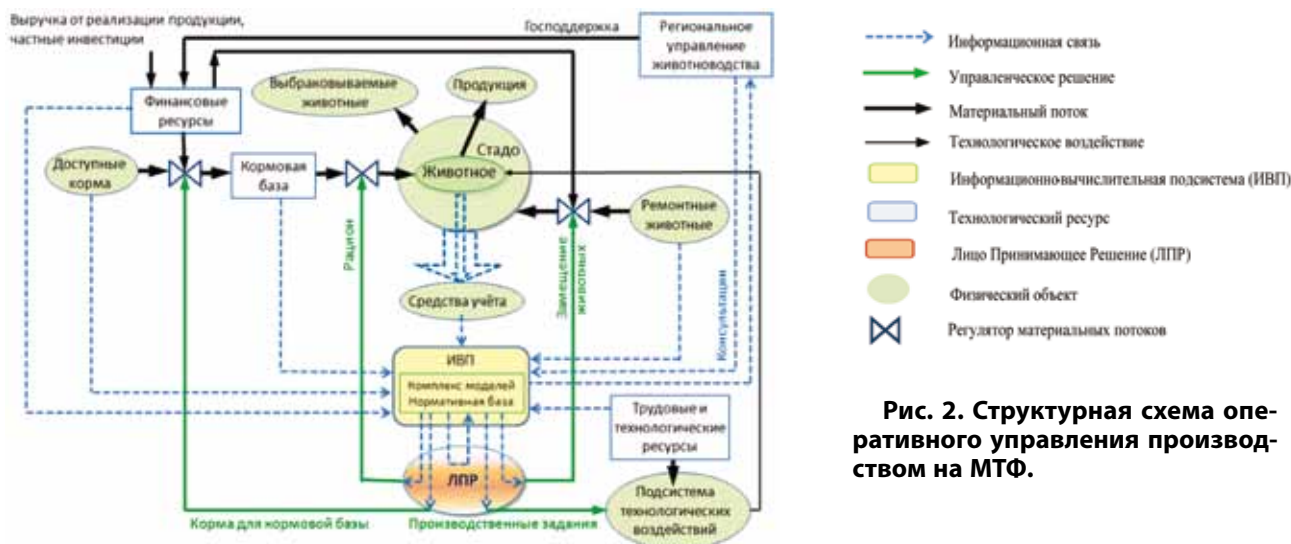 Выручка от реализации продукции,
частные инвестиции
Господдержка
Региональное
управление
животноводства
Выбраковываемые
животные
Продукция
Финансовые
ресурсы
Стадо
Животное
Доступные
корма
Кормовая
база
Ремонтные
животные
Рацион
Замещение
животных
Консультации
Средства учёта
ИВП
Комплекс моделей
Нормативная база
Трудовые и
технологические
ресурсы
ЛПР
Подсистема
технологических
воздействий
Корма для кормовой базы
Производственные задания
Информационная связь
Управленческое решение
Материальный поток
Технологическое воздействие
Информационно-вычислительная подсистема (ИВП)
Технологический ресурс
Лицо Принимающее Решение (ЛПР)
Физический объект
Регулятор материальных потоков
Рис. 2. Структурная схема опе-
ративного управления производ-
ством на МТФ.